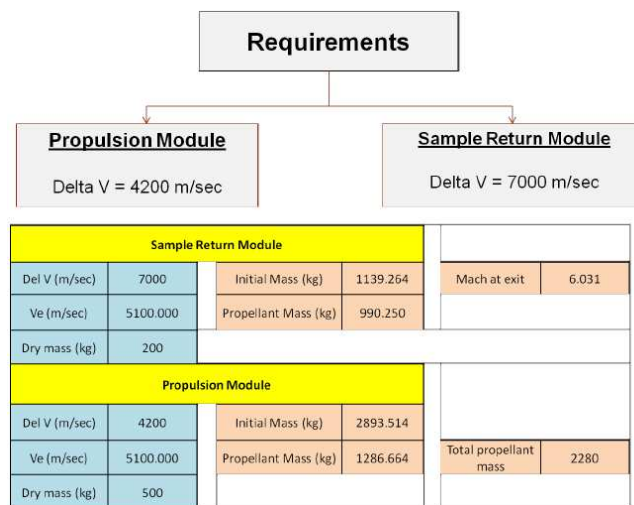 Requirements
Propulsion Module
Delta V = 4200 m/sec
Sample Return Module
Delta V = 7000 m/sec
Sample Return Module
Del V (m/sec) 7000 Initial Mass (kg) 1139.264 Mach at exit 6.031
Ve (m/sec) 5100.000 Propellant Mass (kg) 990.250
Dry mass (kg) 200
Propulsion Module
Del V (m/sec) 4200 Initial Mass (kg) 2893.514
Ve (m/sec) 5100.000 Propellant Mass (kg) 1286.664 Total propellant
mass 2280
Dry mass (kg) 500